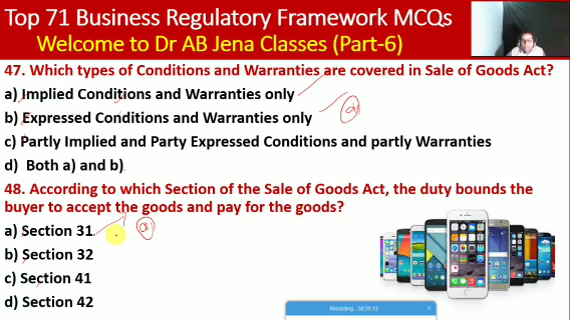 Top 71 Business Regulatory Framework MCQs
Welcome to Dr AB Jena Classes (Part-6)
47. Which types of Conditions and Warranties are covered in Sale of Goods Act?
a) Implied Conditions and Warranties only
b) Expressed Conditions and Warranties only
a
c) Partly Implied and Party Expressed Conditions and partly Warranties
d) Both a) and b)
48. According to which Section of the Sale of Goods Act, the duty bounds the
buyer to accept the goods and pay for the goods?
a) Section 31
a
b) Section 32
c) Section 41
d) Section 42